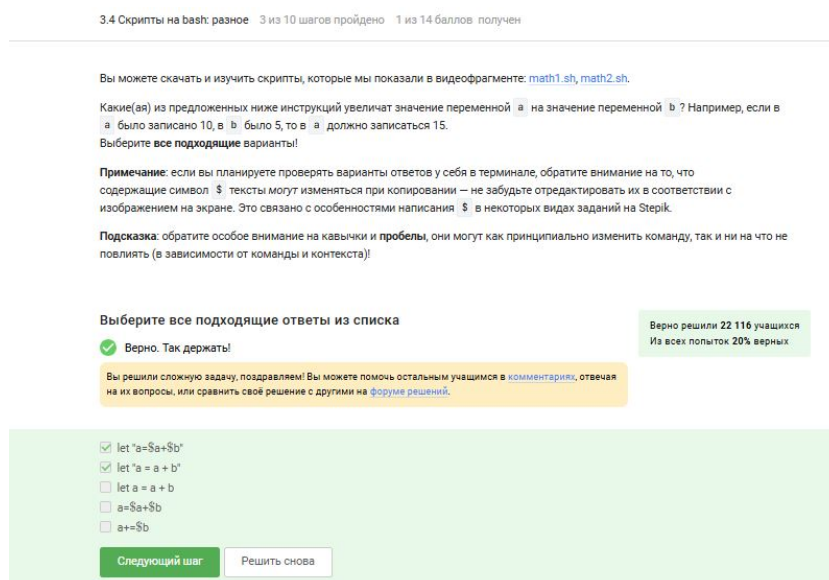 3.4 Скрипты на bash: разное 3 из 10 шагов пройдено 1 из 14 баллов получен
Вы можете скачать и изучить скрипты, которые мы показали в видеофрагменте: math1.sh, math2.sh.
Какие(ая) из предложенных ниже инструкций увеличат значение переменной a на значение переменной b ? Например, если в
a было записано 10, в b было 5, то в a должно записаться 15.
Выберите все подходящие варианты!
Примечание: если вы планируете проверять варианты ответов у себя в терминале, обратите внимание на то, что
содержащие символ $ тексты могут изменяться при копировании — не забудьте отредактировать их в соответствии с
изображением на экране. Это связано с особенностями написания $ в некоторых видах заданий на Stepik.
Подсказка: обратите особое внимание на кавычки и пробелы, они могут как принципиально изменить команду, так и ни на что не
повлиять (в зависимости от команды и контекста)!
Выберите все подходящие ответы из списка
Верно. Так держать!
Верно решили 22 116 учащихся
Из всех попыток 20% верных
Вы решили сложную задачу, поздравляем! Вы можете помочь остальным учащимся в комментариях, отвечая
на их вопросы, или сравнить своё решение с другими на форуме решений.
let "a=$a+$b"
let "a = a + b"
let a = a + b
a=$a+$b
a+=$b
Следующий шаг Решить снова